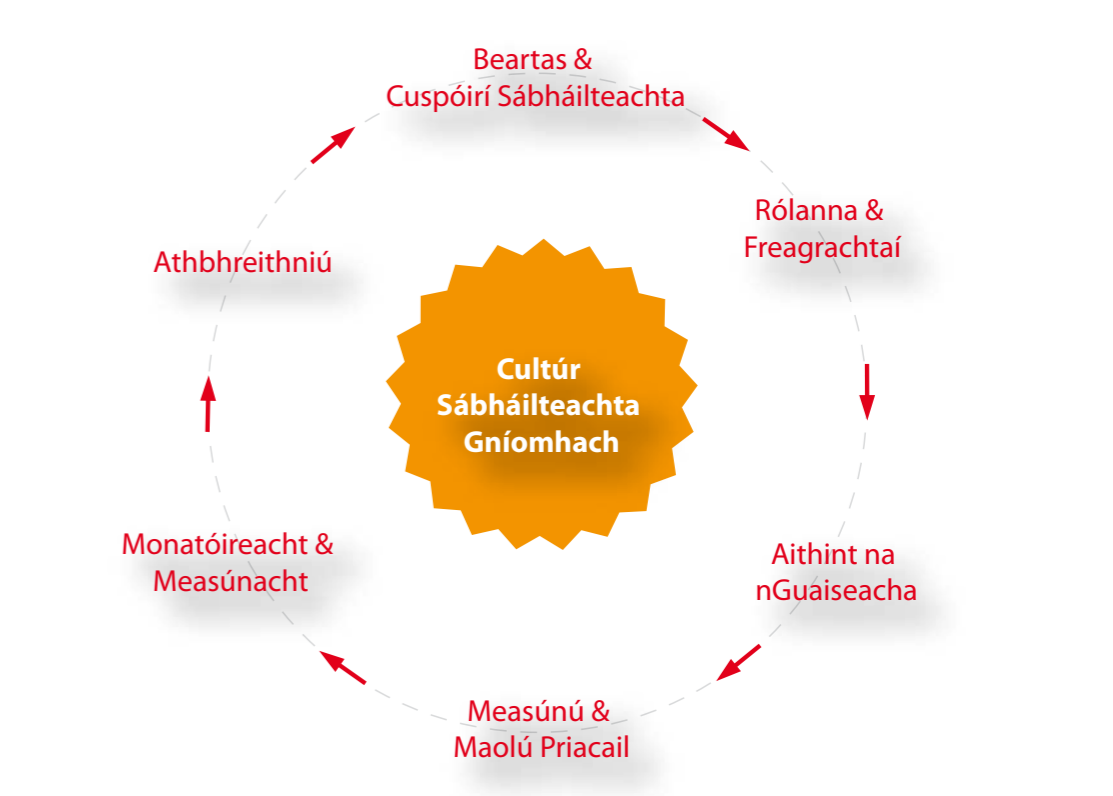 Beartas &
Cuspóirí Sábháilteachta
Rólanna &
Freagrachtaí
Aithint na
nGuaiseacha
Measúnú &
Maolú Priacail
Monatóireacht &
Measúnacht
Athbhreithniú
Cultúr
Sábháilteachta
Gníomhach